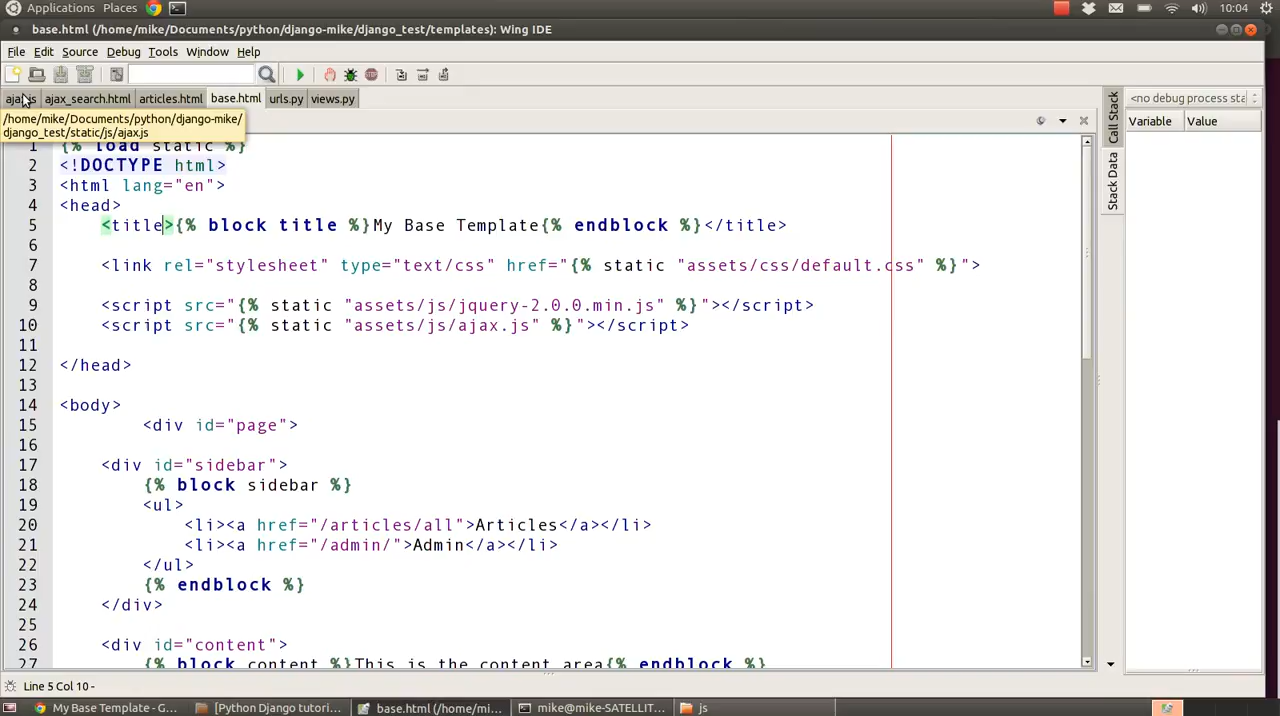 Applications Places 10:04
base.html (/home/mike/Documents/python/django-mike/django_test/templates): Wing IDE
File Edit Source Debug Tools Window Help
ajax.js ajax_search.html articles.html base.html urls.py views.py
<no debug process sta
/home/mike/Documents/python/django-mike/
django_test/static/js/ajax.js
Call Stack
Stack Data
Variable Value
1 {% load static %}
2 <!DOCTYPE html>
3 <html lang="en">
4 <head>
5 <title>{% block title %}My Base Template{% endblock %}</title>
6
7 <link rel="stylesheet" type="text/css" href="{% static "assets/css/default.css" %}">
8
9 <script src="{% static "assets/js/jquery-2.0.0.min.js" %}"></script>
10 <script src="{% static "assets/js/ajax.js" %}"></script>
11
12 </head>
13
14 <body>
15 <div id="page">
16
17 <div id="sidebar">
18 {% block sidebar %}
19 <ul>
20 <li><a href="/articles/all">Articles</a></li>
21 <li><a href="/admin/">Admin</a></li>
22 </ul>
23 {% endblock %}
24 </div>
25
26 <div id="content">
27 {% block content %}This is the content area{% endblock %}
Line 5 Col 10 -
My Base Template - G... [Python Django tutori... base.html (/home/mi... mike@mike-SATELLIT... js